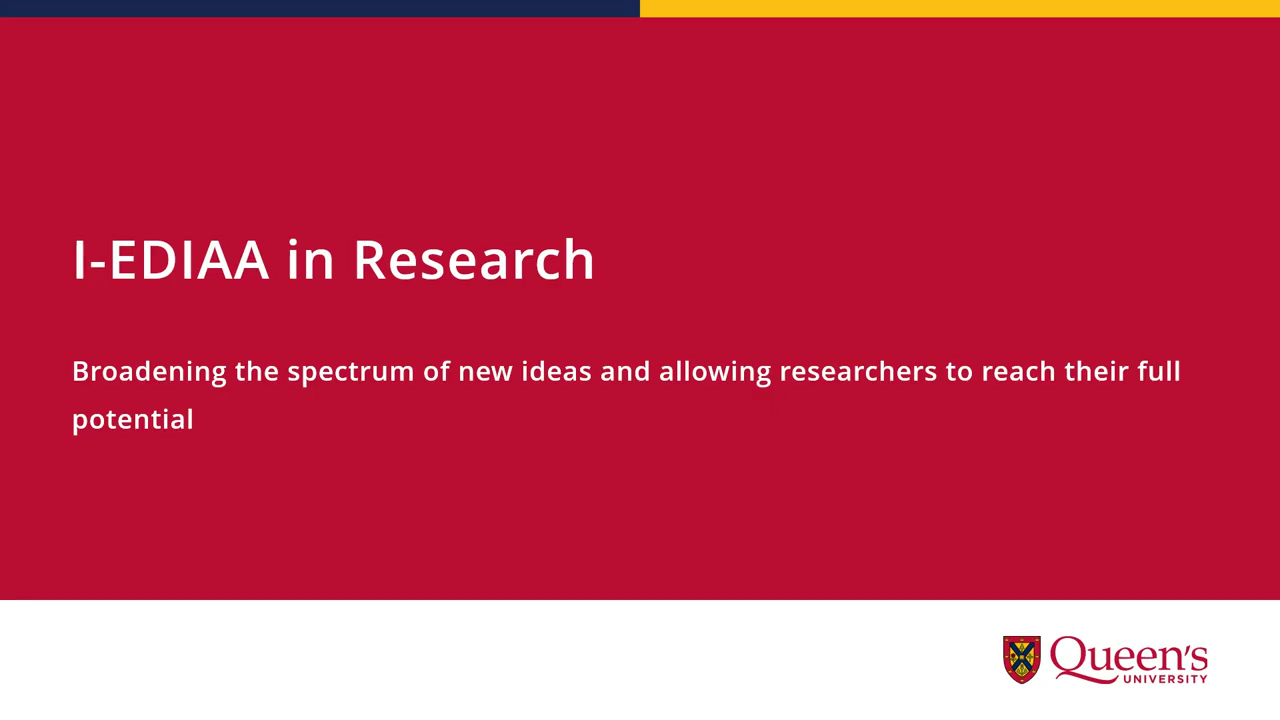 I-EDIAA in Research
Broadening the spectrum of new ideas and allowing researchers to reach their full
potential
Queen's
UNIVERSITY